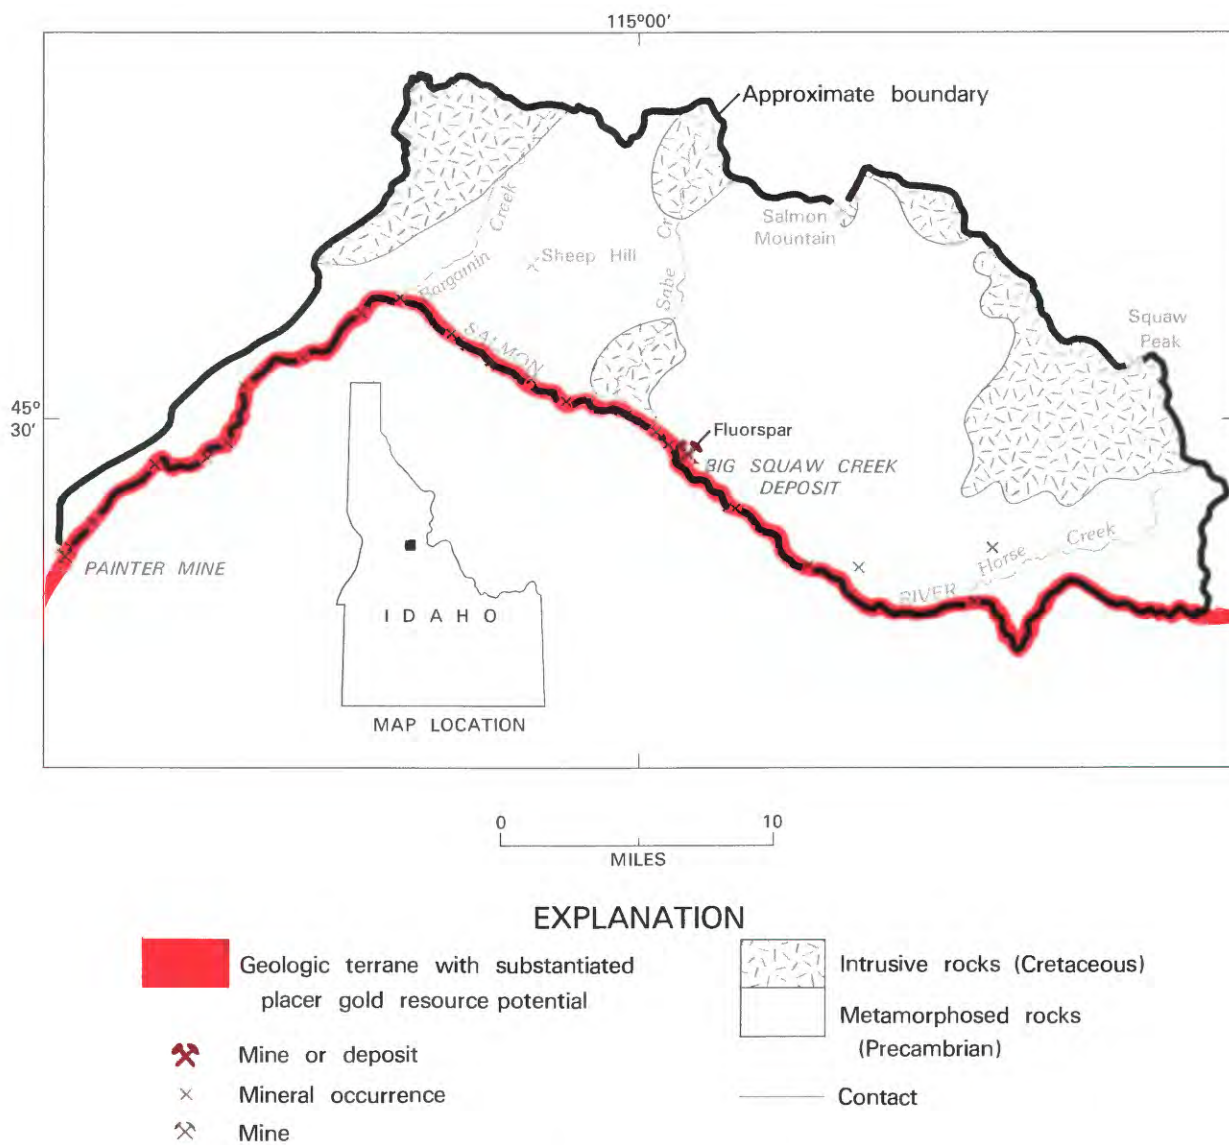 115°00'
Approximate boundary
Salmon
Mountain
Creek
Bargamin
Sheep Hill
Cr
Sabe
Squaw
Peak
SALMON
45°
30'
Fluorspar
BIG SQUAW CREEK
DEPOSIT
PAINTER MINE
Horse Creek
RIVER
IDAHO
MAP LOCATION
0 10
MILES
EXPLANATION
Geologic terrane with substantiated
placer gold resource potential
Mine or deposit
Mineral occurrence
Mine
Intrusive rocks (Cretaceous)
Metamorphosed rocks
(Precambrian)
Contact